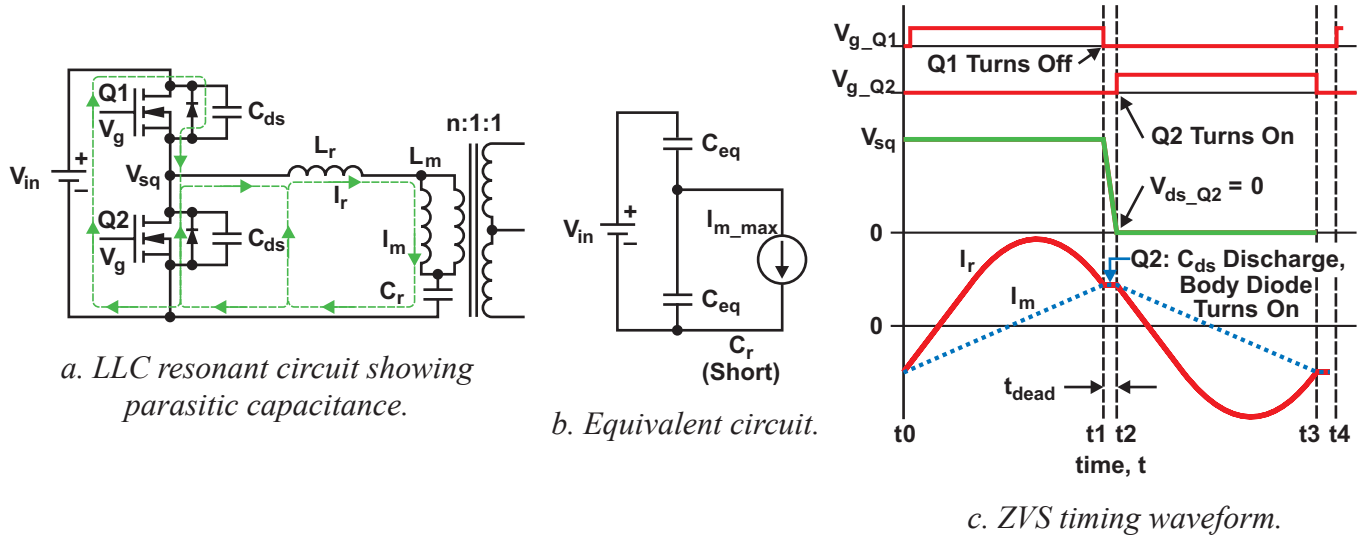 Q1
V_g
C_ds
n:1:1
V_in
+
–
V_sq
L_r
I_r
L_m
I_m
Q2
V_g
C_ds
C_r
a. LLC resonant circuit showing
parasitic capacitance.
C_eq
V_in
+
–
I_m_max
C_eq
C_r
(Short)
b. Equivalent circuit.
V_g_Q1
Q1 Turns Off
V_g_Q2
Q2 Turns On
V_sq
V_ds_Q2 = 0
0
I_r
Q2: C_ds Discharge,
Body Diode
Turns On
I_m
0
t_dead
t0
t1
t2
t3
t4
time, t
c. ZVS timing waveform.